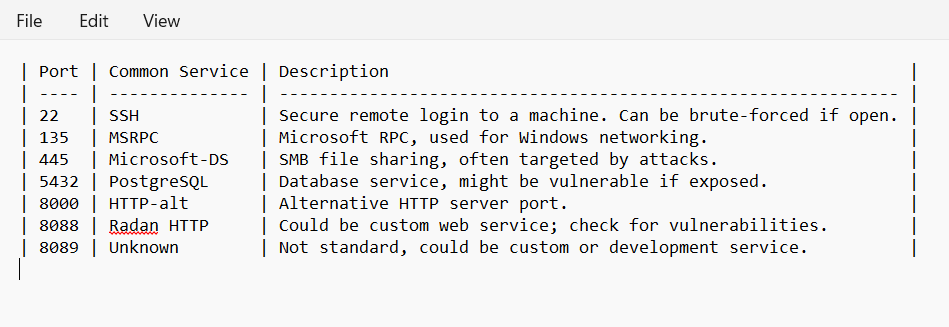 File Edit View
| Port | Common Service | Description                                                    |
| ---- | -------------- | -------------------------------------------------------------- |
| 22   | SSH            | Secure remote login to a machine. Can be brute-forced if open. |
| 135  | MSRPC          | Microsoft RPC, used for Windows networking.                    |
| 445  | Microsoft-DS   | SMB file sharing, often targeted by attacks.                   |
| 5432 | PostgreSQL     | Database service, might be vulnerable if exposed.              |
| 8000 | HTTP-alt       | Alternative HTTP server port.                                  |
| 8088 | Radan HTTP     | Could be custom web service; check for vulnerabilities.        |
| 8089 | Unknown        | Not standard, could be custom or development service.          |